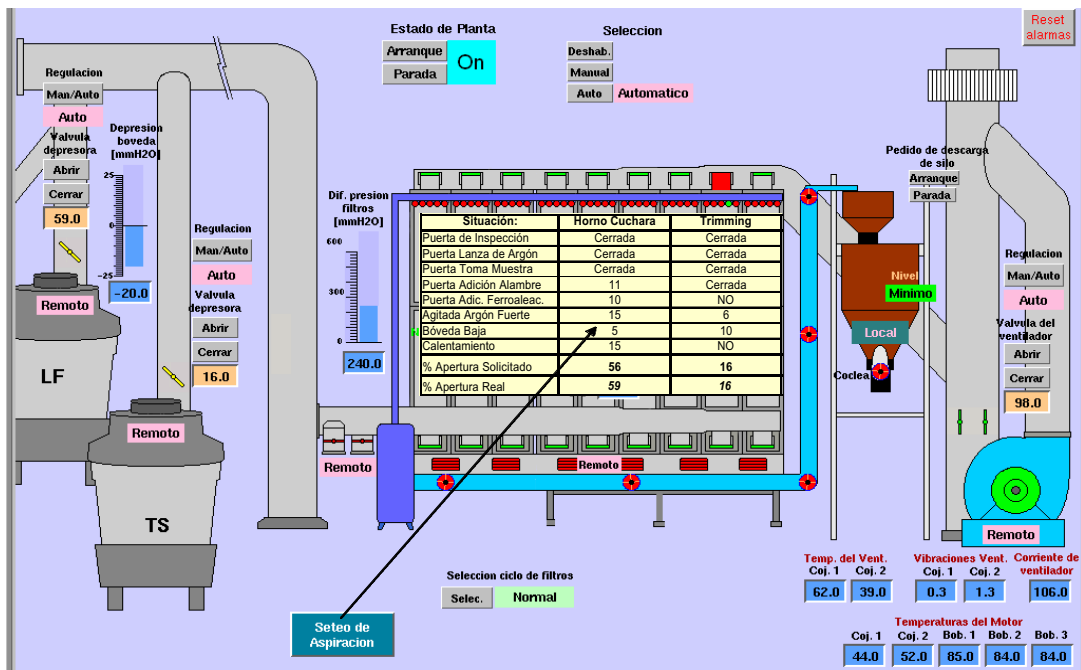 Estado de Planta
Arranque
Parada
On
Seleccion
Deshab.
Manual
Auto
Automatico
Reset
alarmas
Regulacion
Man/Auto
Auto
Valvula
depresora
Abrir
Cerrar
59.0
Depresion
boveda
[mmH2O]
25
0
-25
-20.0
Remoto
LF
Regulacion
Man/Auto
Auto
Valvula
depresora
Abrir
Cerrar
16.0
Remoto
TS
Dif. presion
filtros
[mmH2O]
600
300
0
240.0
Remoto
Situación: Horno Cuchara Trimming
Puerta de Inspección Cerrada Cerrada
Puerta Lanza de Argón Cerrada Cerrada
Puerta Toma Muestra Cerrada Cerrada
Puerta Adición Alambre 11 Cerrada
Puerta Adic. Ferroaleac. 10 NO
Agitada Argón Fuerte 15 6
Bóveda Baja 5 10
Calentamiento 15 NO
% Apertura Solicitado 56 16
% Apertura Real 59 16
Remoto
Seleccion ciclo de filtros
Selec.
Normal
Seteo de
Aspiracion
Pedido de descarga
de silo
Arranque
Parada
Nivel
Minimo
Local
Coclea
Regulacion
Man/Auto
Auto
Valvula del
ventilador
Abrir
Cerrar
98.0
Remoto
Temp. del Vent.
Coj. 1 Coj. 2
62.0 39.0
Vibraciones Vent.
Coj. 1 Coj. 2
0.3 1.3
Corriente de
ventilador
106.0
Temperaturas del Motor
Coj. 1 Coj. 2 Bob. 1 Bob. 2 Bob. 3
44.0 52.0 85.0 84.0 84.0